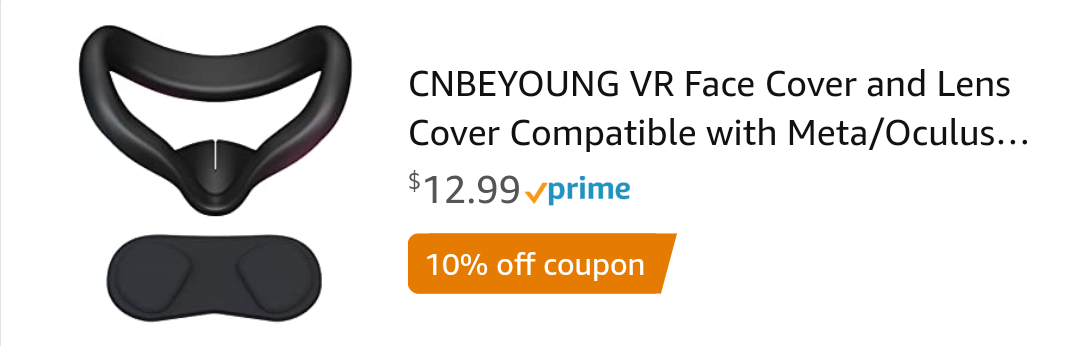 CNBEYOUNG VR Face Cover and Lens
Cover Compatible with Meta/Oculus...
$12.99 prime
10% off coupon